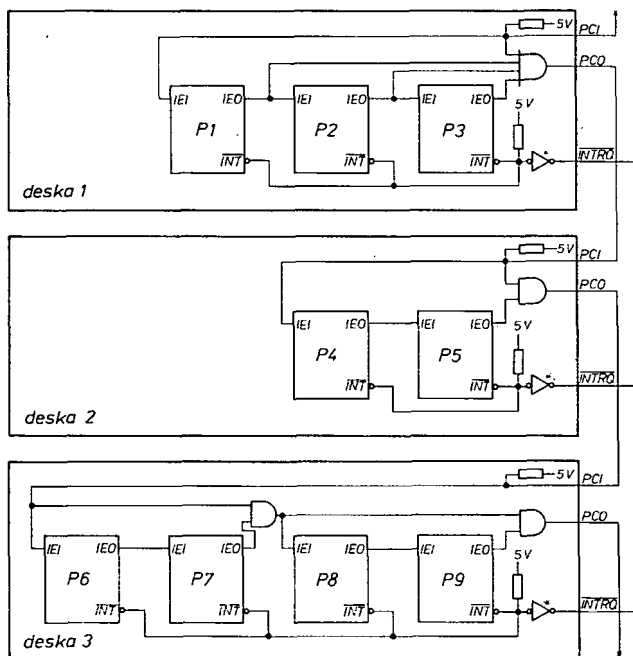 5V
PCI
PCO
IEI IEO IEI IEO IEI IEO
5V
P1 P2 P3
INT INT INT
INTRQ
deska 1
5V
PCI
PCO
IEI IEO IEI IEO
5V
P4 P5
INT INT
INTRQ
deska 2
5V
PCI
PCO
IEI IEO IEI IEO IEI IEO IEI IEO
5V
P6 P7 P8 P9
INT INT INT INT
INTRQ
deska 3